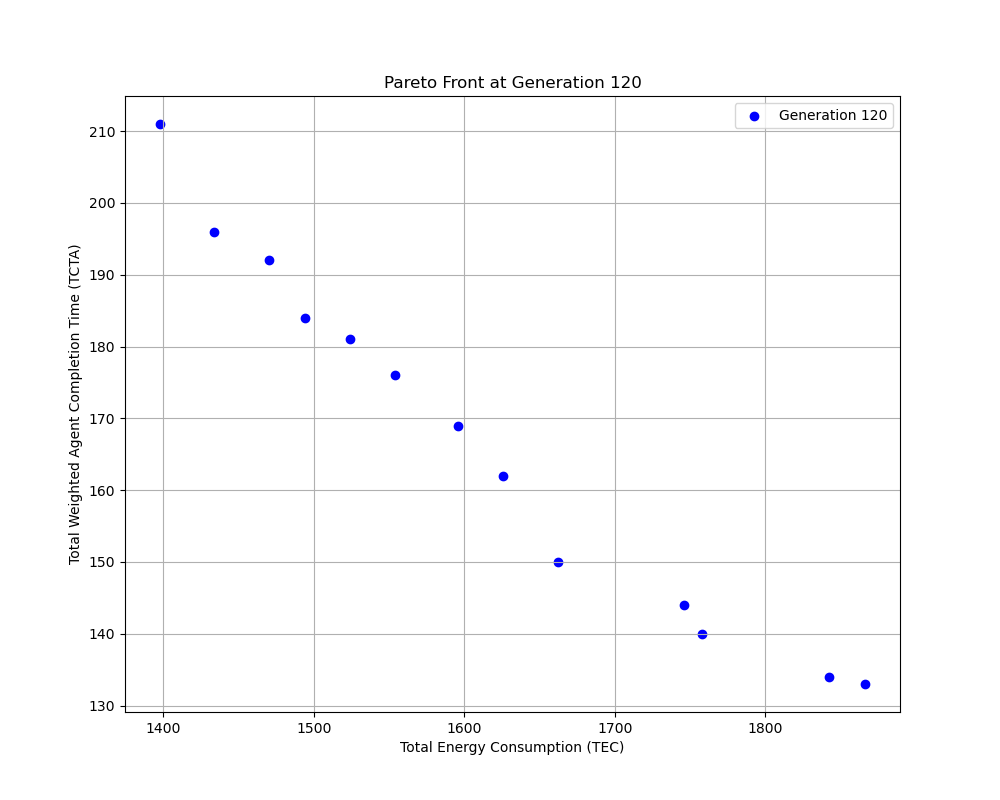 Pareto Front at Generation 120
Generation 120
Total Weighted Agent Completion Time (TCTA)
210
200
190
180
170
160
150
140
130
1400 1500 1600 1700 1800
Total Energy Consumption (TEC)